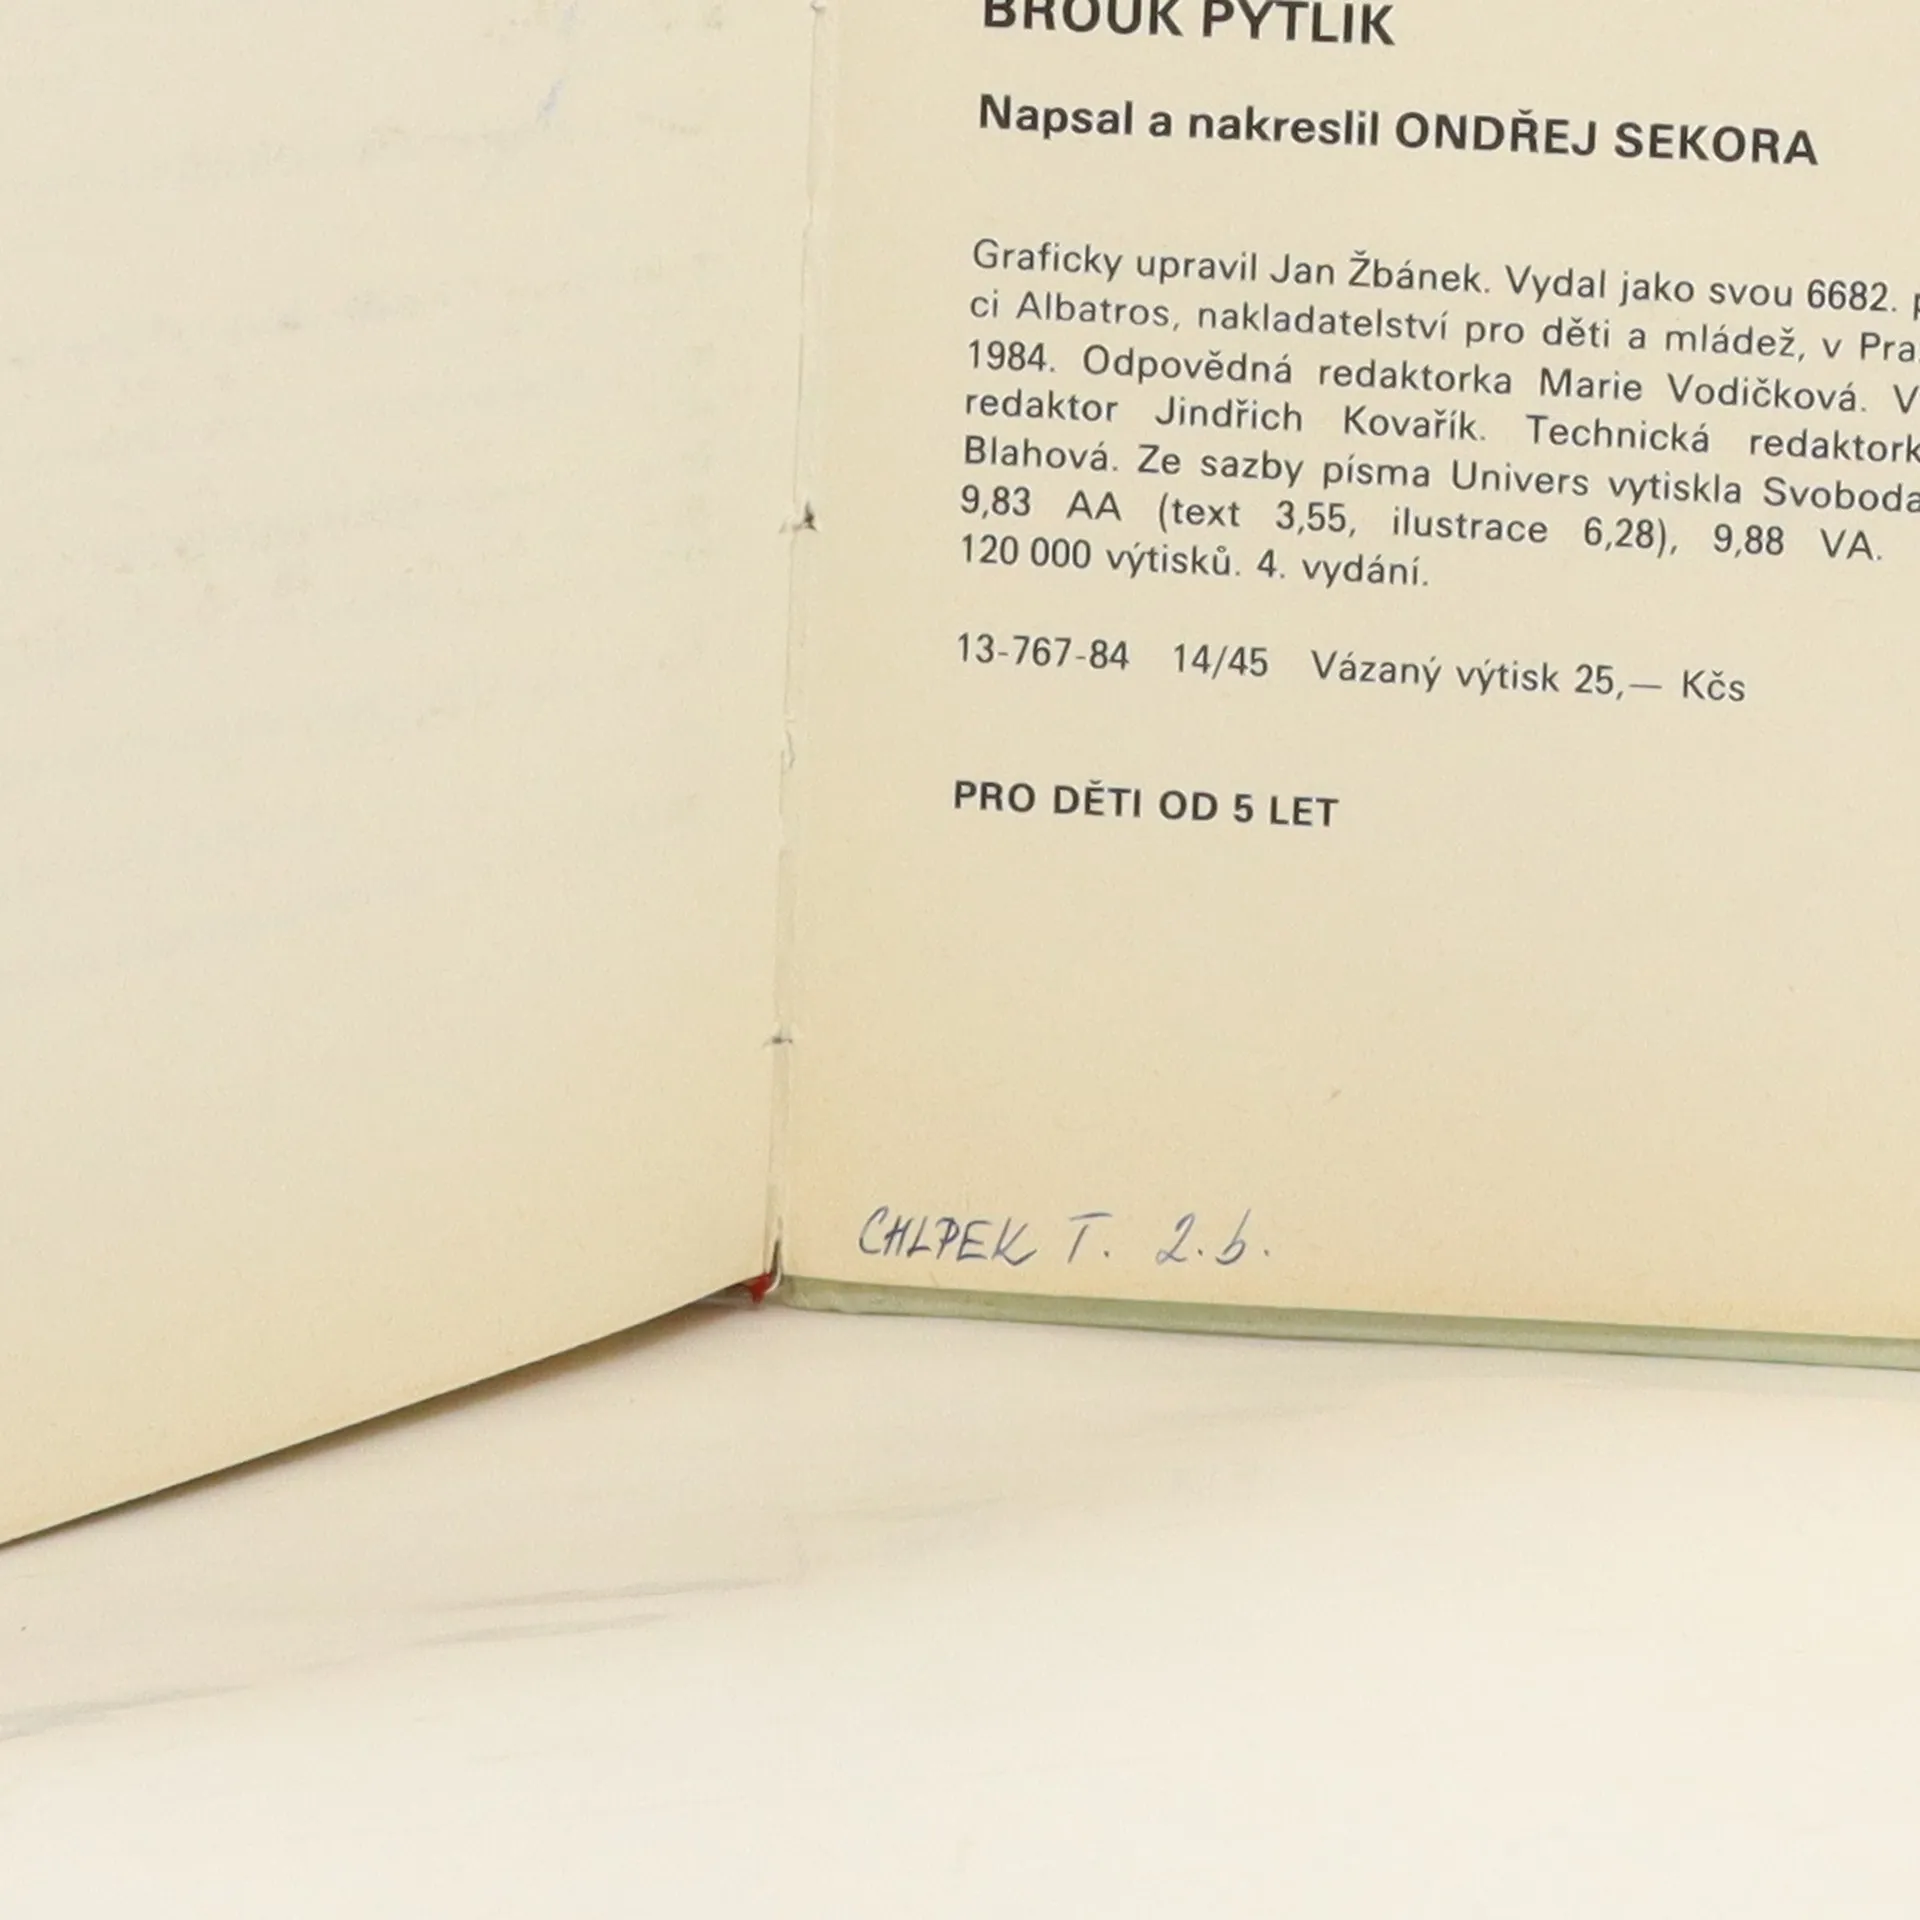 BROUK PYTLÍK
Napsal a nakreslil ONDŘEJ SEKORA
Graficky upravil Jan Žbánek. Vydal jako svou 6682.
ci Albatros, nakladatelství pro děti a mládež, v
1984. Odpovědná redaktorka Marie Vodičková.
redaktor Jindřich Kovařík. Technická
Blahová. Ze sazby písma Univers vytiskla Svoboda
9,83 AA (text 3,55, ilustrace 6,28), 9,88 VA.
120 000 výtisků. 4. vydání.
13-767-84 14/45 Vázaný výtisk 25,— Kčs
PRO DĚTI OD 5 LET
CHLPEK T. 2.b.